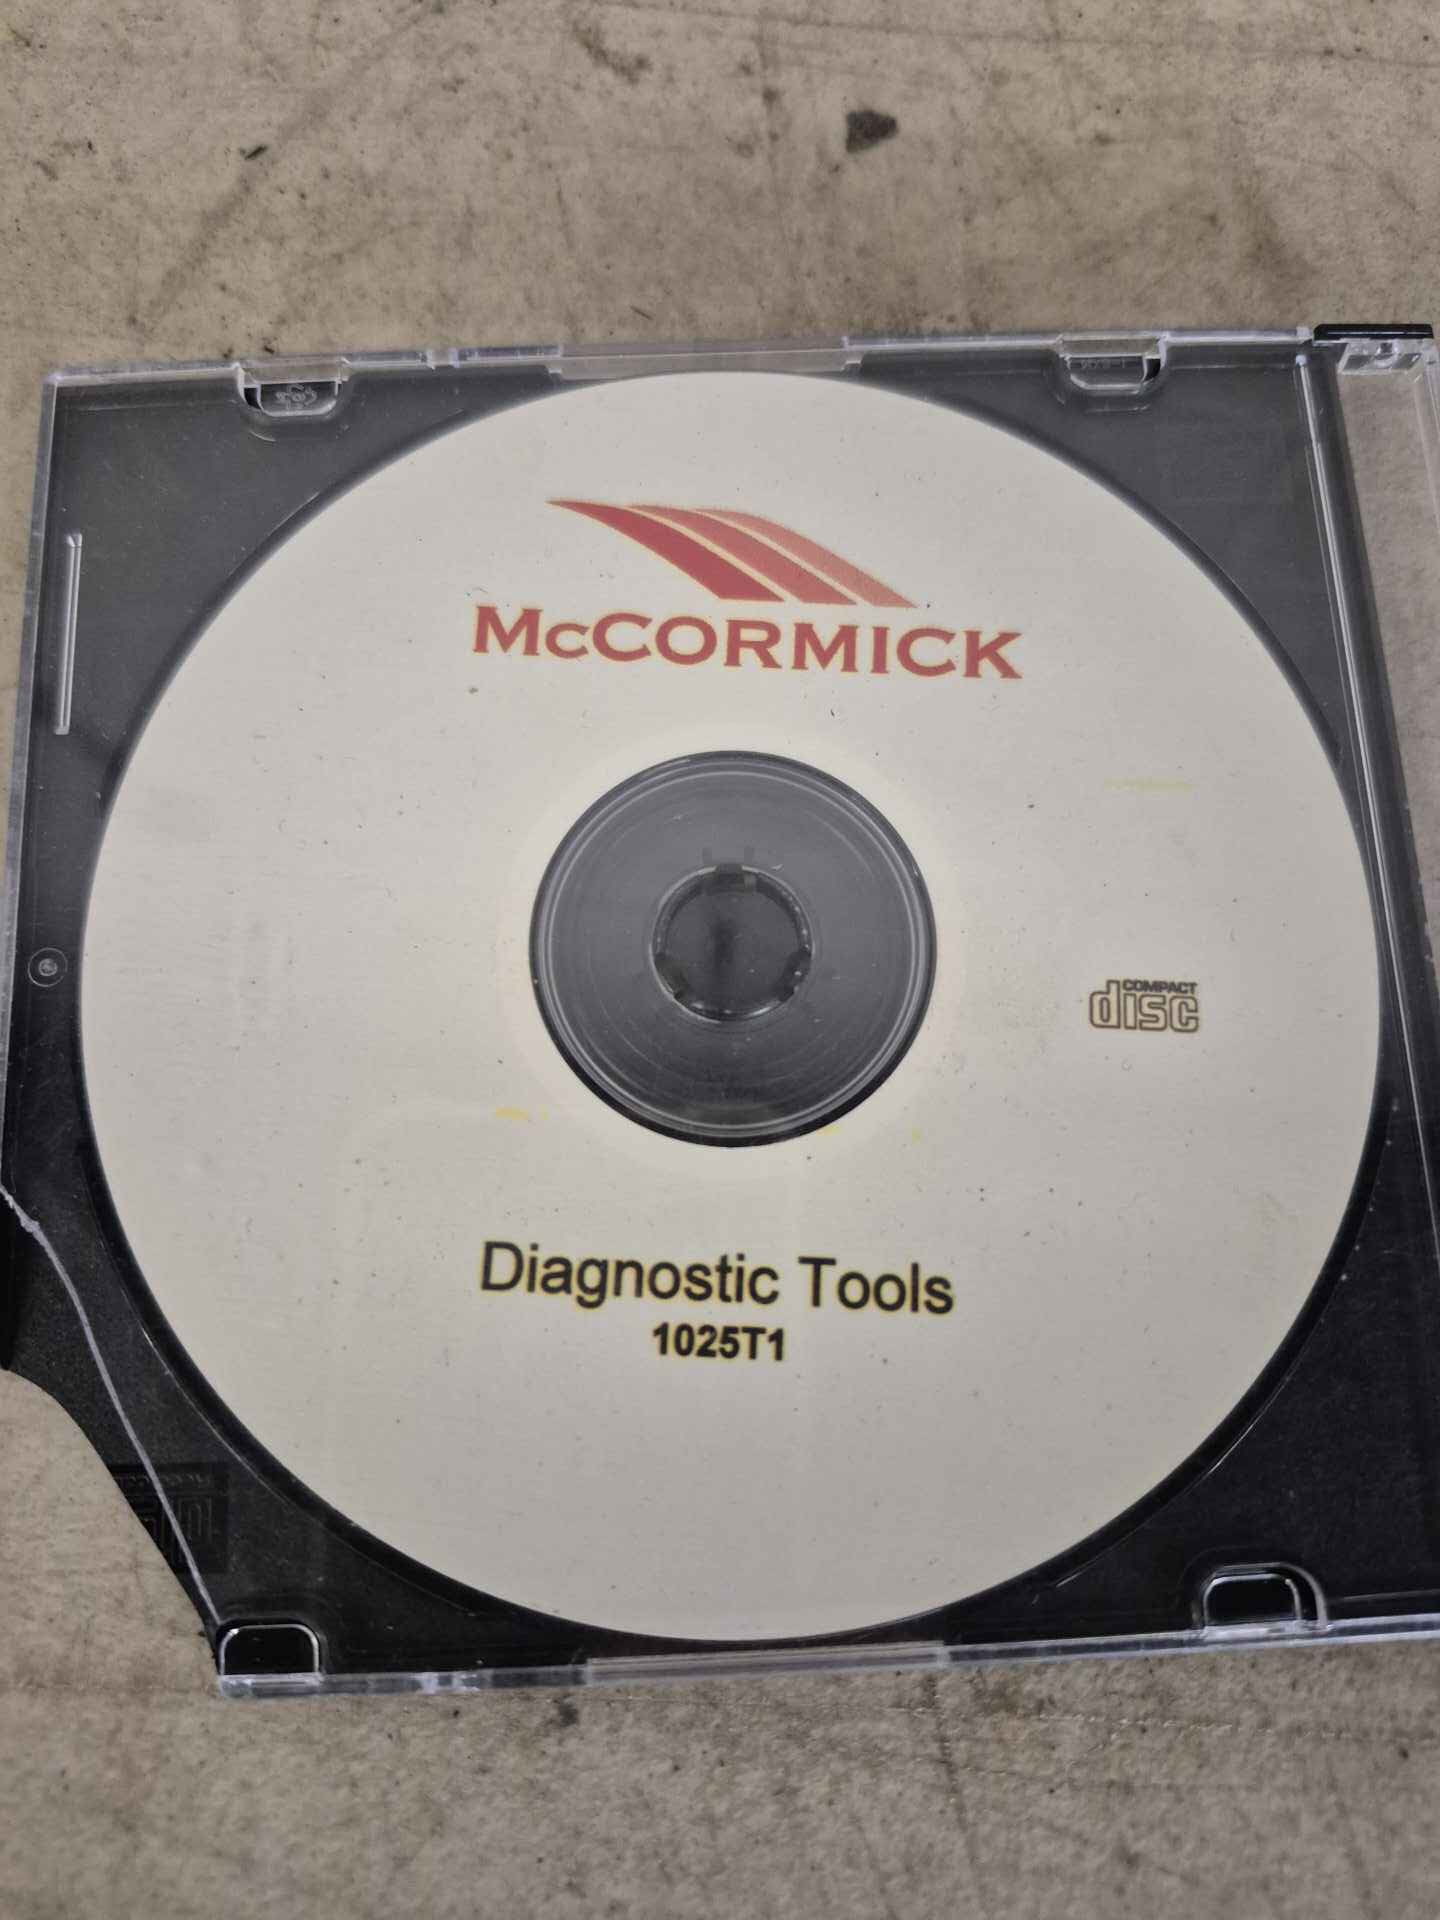 McCORMICK
COMPACT
disc
Diagnostic Tools
1025T1